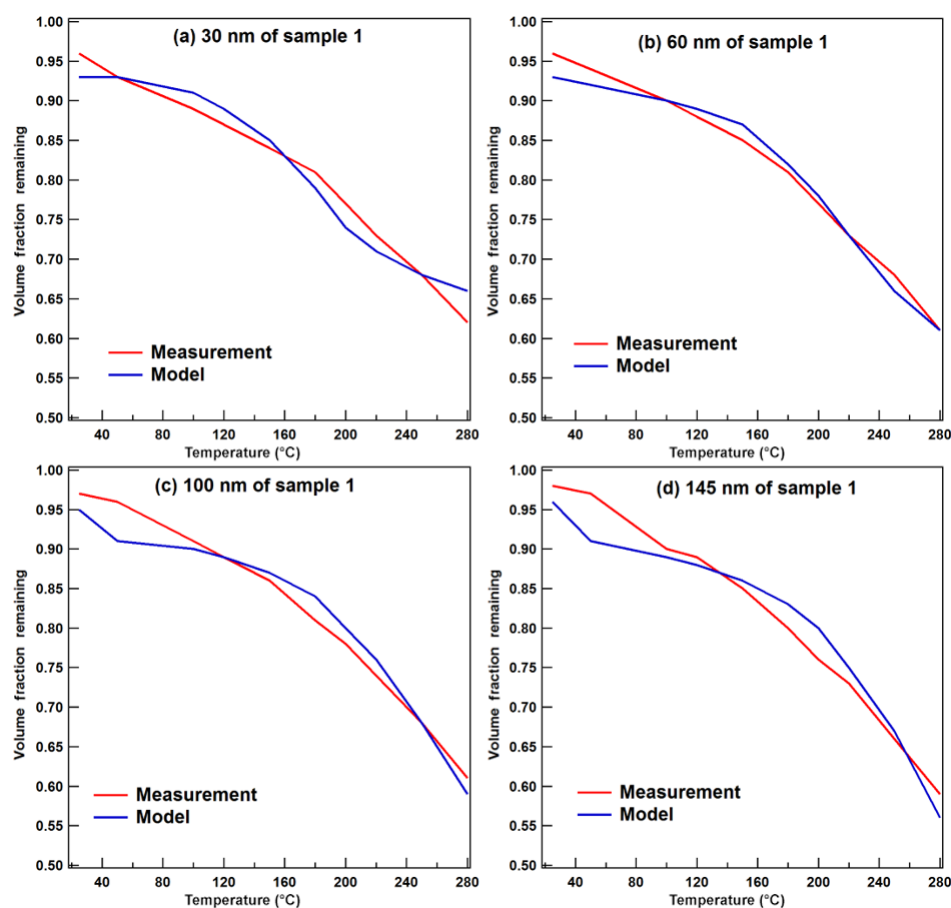 (a) 30 nm of sample 1
1.00
0.95
0.90
0.85
0.80
0.75
0.70
0.65
0.60
0.55
0.50
Volume fraction remaining
Measurement
Model
40 80 120 160 200 240 280
Temperature (°C)
(b) 60 nm of sample 1
1.00
0.95
0.90
0.85
0.80
0.75
0.70
0.65
0.60
0.55
0.50
Volume fraction remaining
Measurement
Model
40 80 120 160 200 240 280
Temperature (°C)
(c) 100 nm of sample 1
1.00
0.95
0.90
0.85
0.80
0.75
0.70
0.65
0.60
0.55
0.50
Volume fraction remaining
Measurement
Model
40 80 120 160 200 240 280
Temperature (°C)
(d) 145 nm of sample 1
1.00
0.95
0.90
0.85
0.80
0.75
0.70
0.65
0.60
0.55
0.50
Volume fraction remaining
Measurement
Model
40 80 120 160 200 240 280
Temperature (°C)